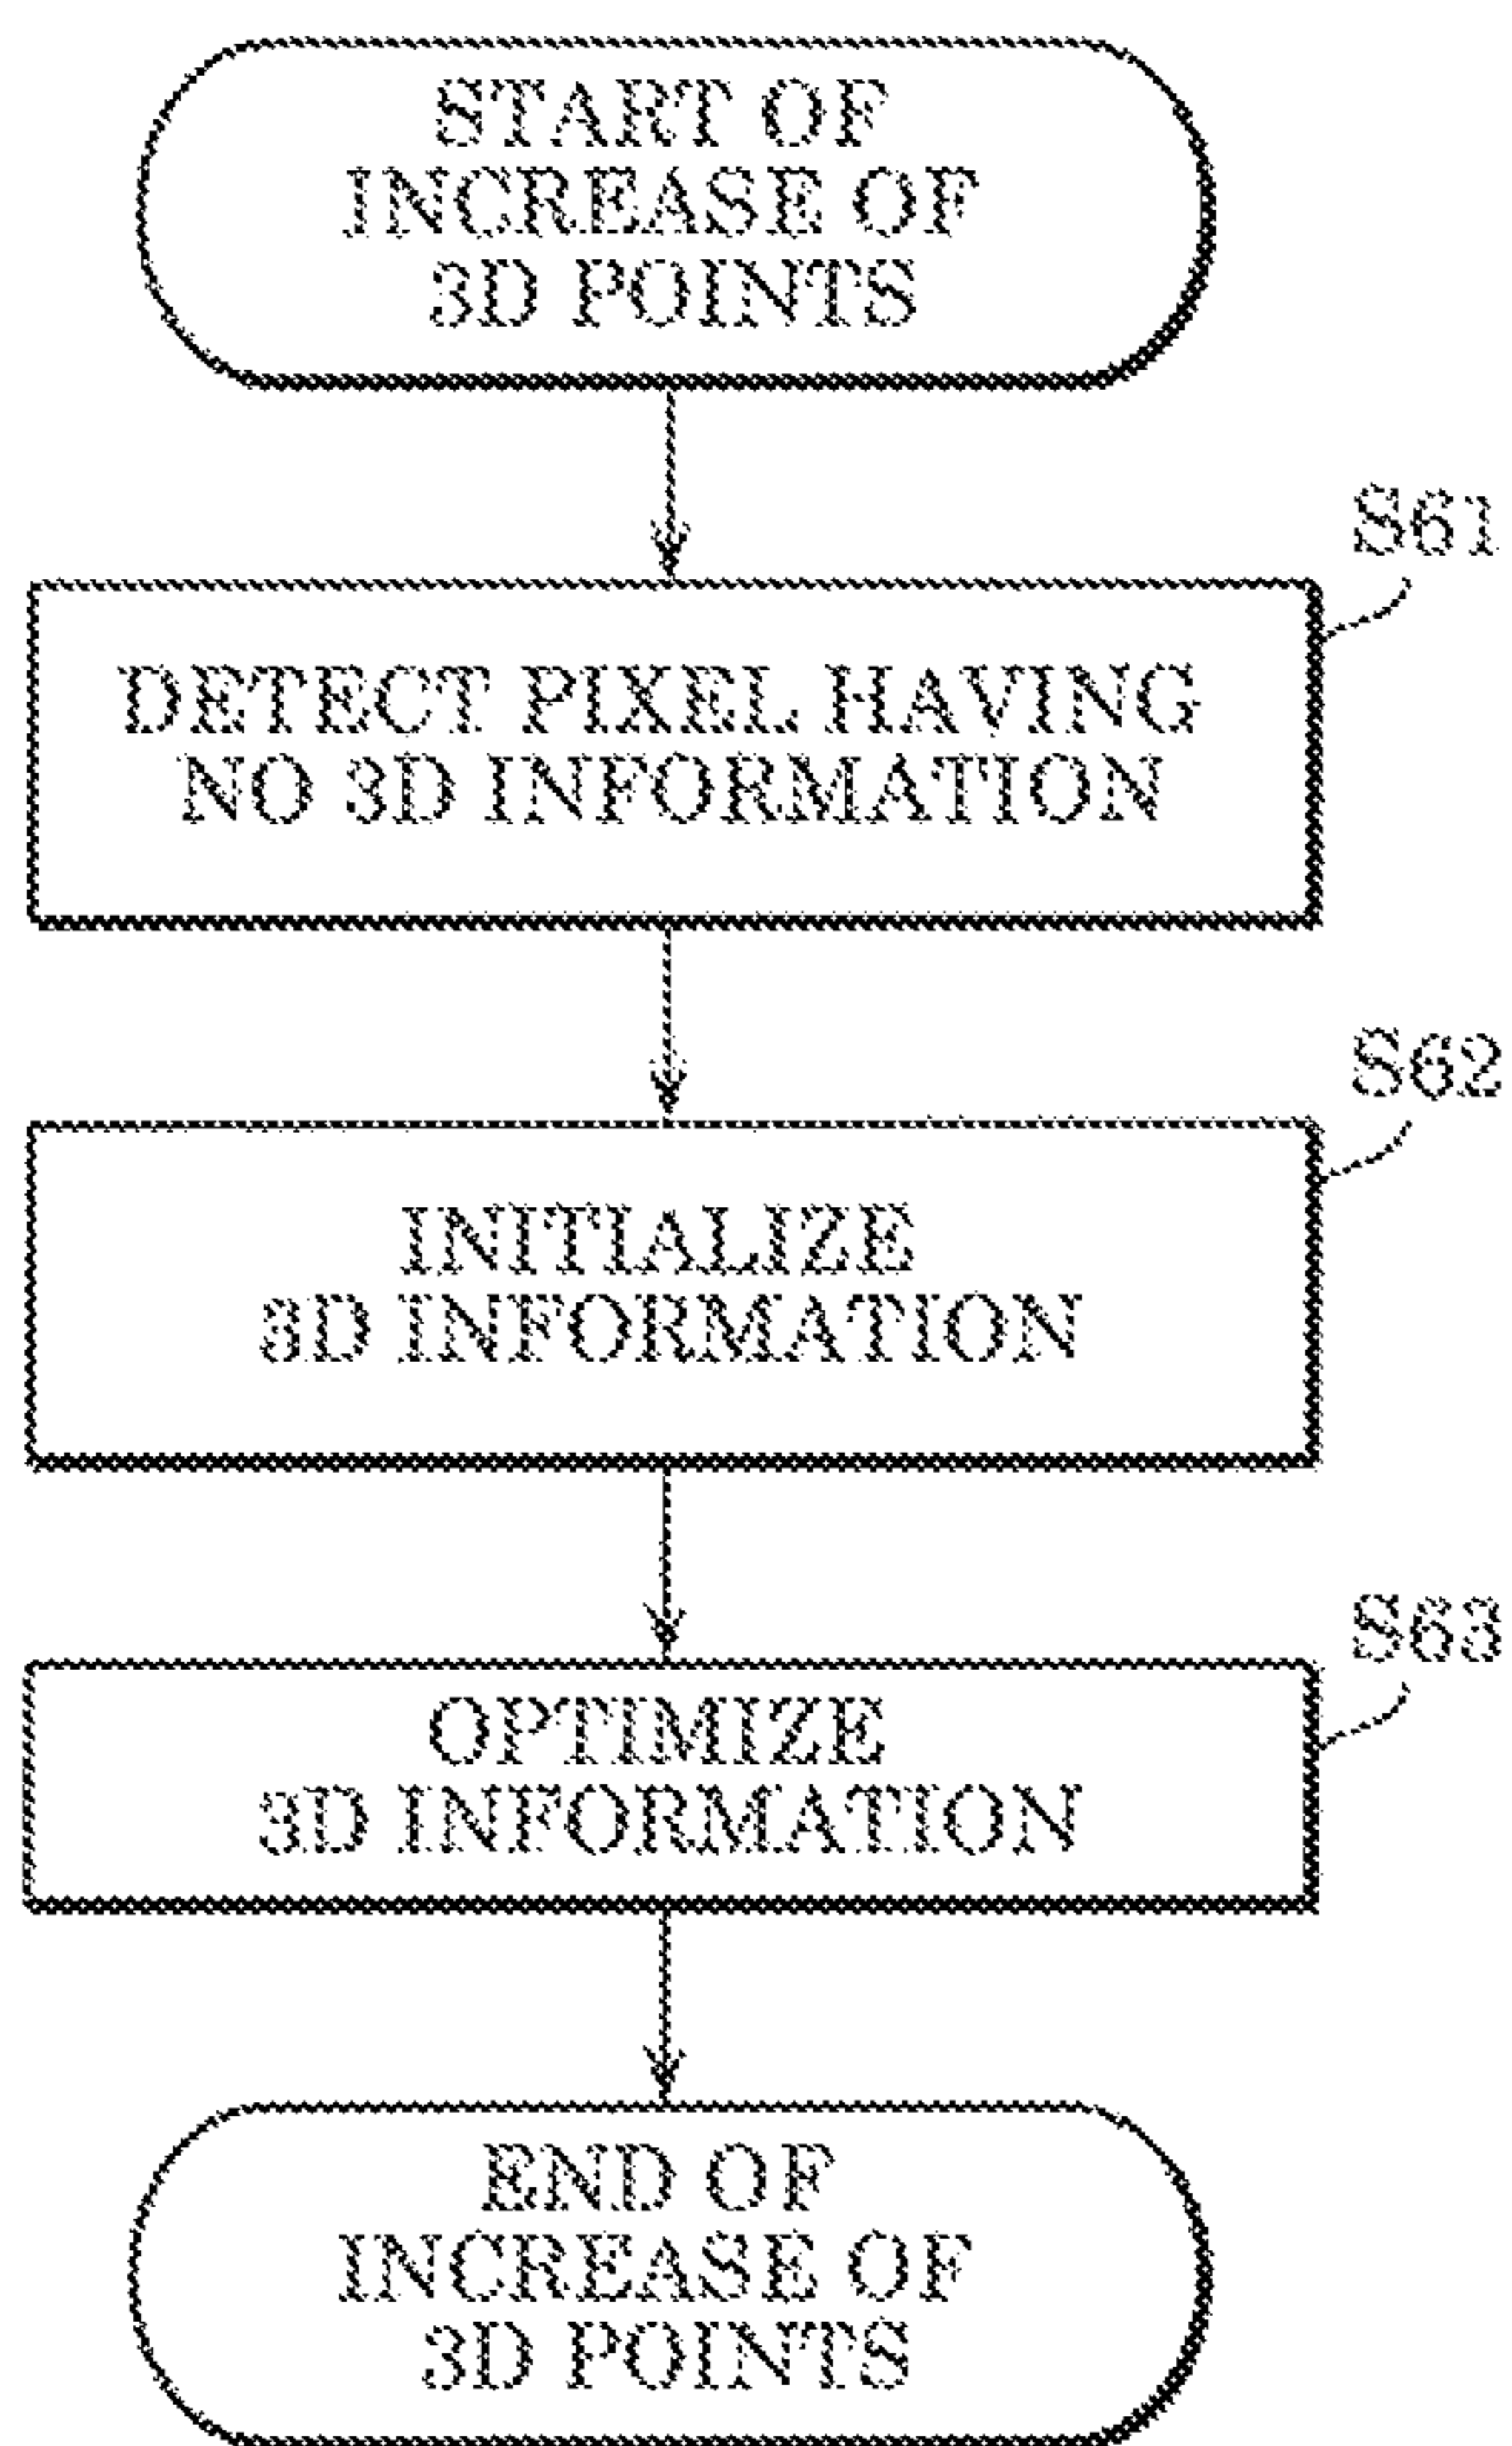 START OF
INCREASE OF
3D POINTS
S61
DETECT PIXEL HAVING
NO 3D INFORMATION
S62
INITIALIZE
3D INFORMATION
S63
OPTIMIZE
3D INFORMATION
END OF
INCREASE OF
3D POINTS